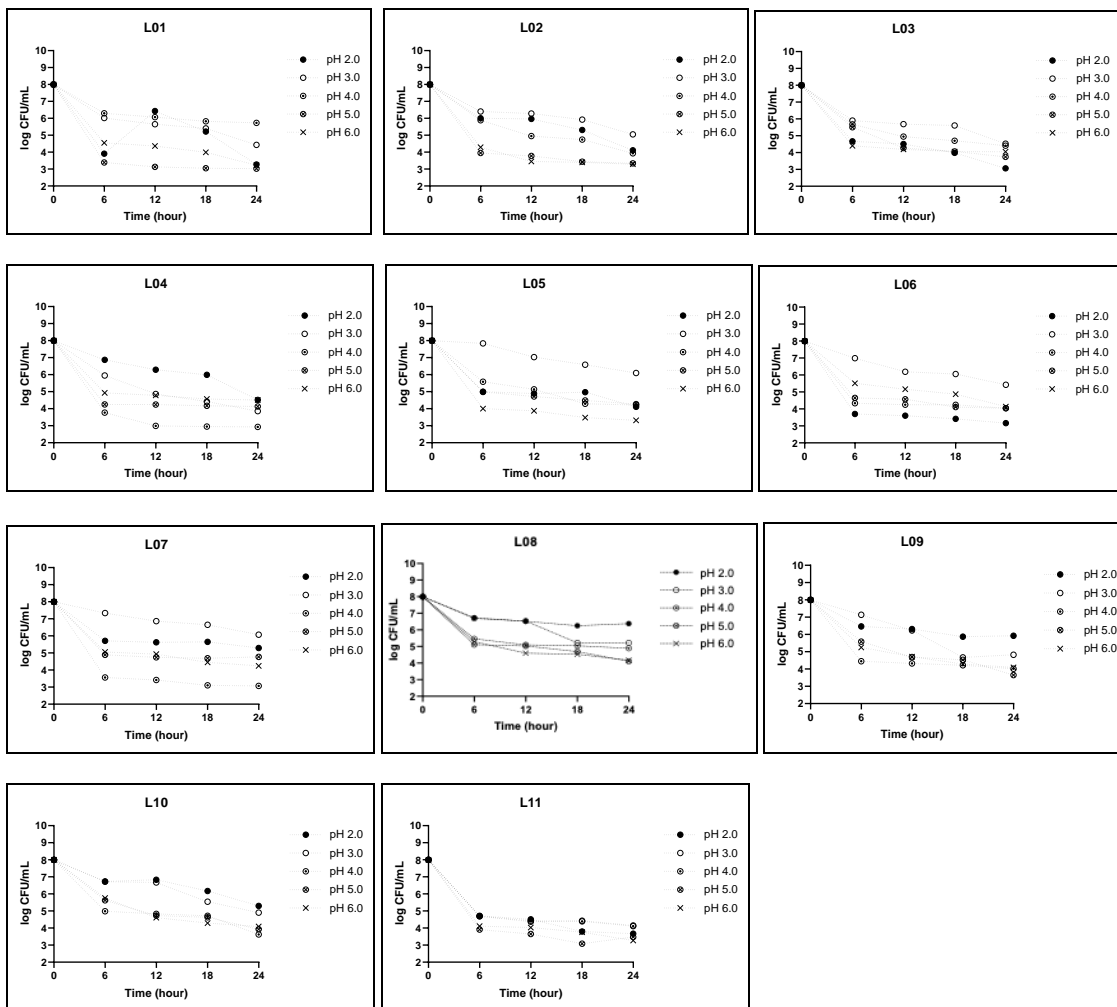 L01
pH 2.0
pH 3.0
pH 4.0
pH 5.0
pH 6.0
log CFU/mL
10
9
8
7
6
5
4
3
2
0 6 12 18 24
Time (hour)
L02
pH 2.0
pH 3.0
pH 4.0
pH 5.0
pH 6.0
log CFU/mL
10
9
8
7
6
5
4
3
2
0 6 12 18 24
Time (hour)
L03
pH 2.0
pH 3.0
pH 4.0
pH 5.0
pH 6.0
log CFU/mL
10
9
8
7
6
5
4
3
2
0 6 12 18 24
Time (hour)
L04
pH 2.0
pH 3.0
pH 4.0
pH 5.0
pH 6.0
log CFU/mL
10
9
8
7
6
5
4
3
2
0 6 12 18 24
Time (hour)
L05
pH 2.0
pH 3.0
pH 4.0
pH 5.0
pH 6.0
log CFU/mL
10
9
8
7
6
5
4
3
2
0 6 12 18 24
Time (hour)
L06
pH 2.0
pH 3.0
pH 4.0
pH 5.0
pH 6.0
log CFU/mL
10
9
8
7
6
5
4
3
2
0 6 12 18 24
Time (hour)
L07
pH 2.0
pH 3.0
pH 4.0
pH 5.0
pH 6.0
log CFU/mL
10
9
8
7
6
5
4
3
2
0 6 12 18 24
Time (hour)
L08
pH 2.0
pH 3.0
pH 4.0
pH 5.0
pH 6.0
log CFU/mL
10
9
8
7
6
5
4
3
2
0 6 12 18 24
Time (hour)
L09
pH 2.0
pH 3.0
pH 4.0
pH 5.0
pH 6.0
log CFU/mL
10
9
8
7
6
5
4
3
2
0 6 12 18 24
Time (hour)
L10
pH 2.0
pH 3.0
pH 4.0
pH 5.0
pH 6.0
log CFU/mL
10
9
8
7
6
5
4
3
2
0 6 12 18 24
Time (hour)
L11
pH 2.0
pH 3.0
pH 4.0
pH 5.0
pH 6.0
log CFU/mL
10
9
8
7
6
5
4
3
2
0 6 12 18 24
Time (hour)